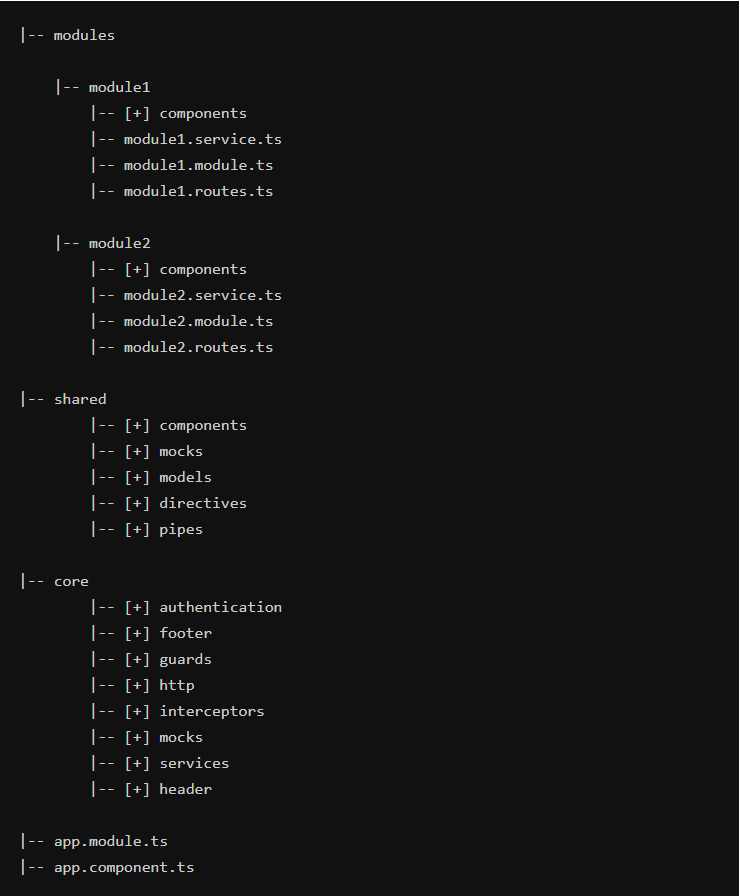 |-- modules
    |-- module1
        |-- [+] components
        |-- module1.service.ts
        |-- module1.module.ts
        |-- module1.routes.ts
    |-- module2
        |-- [+] components
        |-- module2.service.ts
        |-- module2.module.ts
        |-- module2.routes.ts
|-- shared
        |-- [+] components
        |-- [+] mocks
        |-- [+] models
        |-- [+] directives
        |-- [+] pipes
|-- core
        |-- [+] authentication
        |-- [+] footer
        |-- [+] guards
        |-- [+] http
        |-- [+] interceptors
        |-- [+] mocks
        |-- [+] services
        |-- [+] header
|-- app.module.ts
|-- app.component.ts